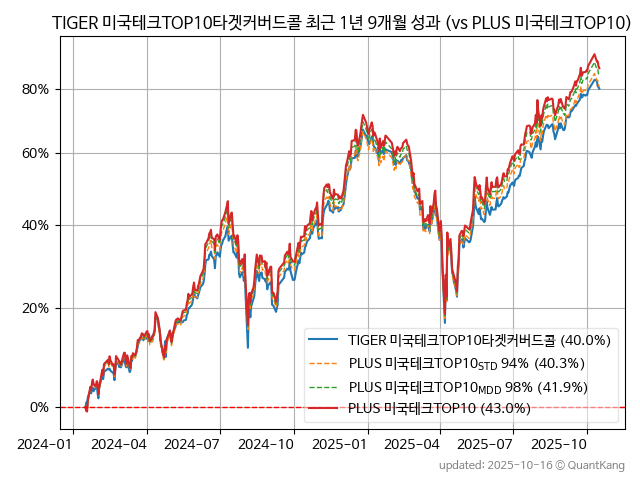 TIGER 미국테크TOP10타겟커버드콜 최근 1년 9개월 성과 (vs PLUS 미국테크TOP10)
80%
60%
40%
20%
0%
TIGER 미국테크TOP10타겟커버드콜 (40.0%)
PLUS 미국테크TOP10STD 94% (40.3%)
PLUS 미국테크TOP10MDD 98% (41.9%)
PLUS 미국테크TOP10 (43.0%)
2024-01 2024-04 2024-07 2024-10 2025-01 2025-04 2025-07 2025-10
updated: 2025-10-16 © QuantKang